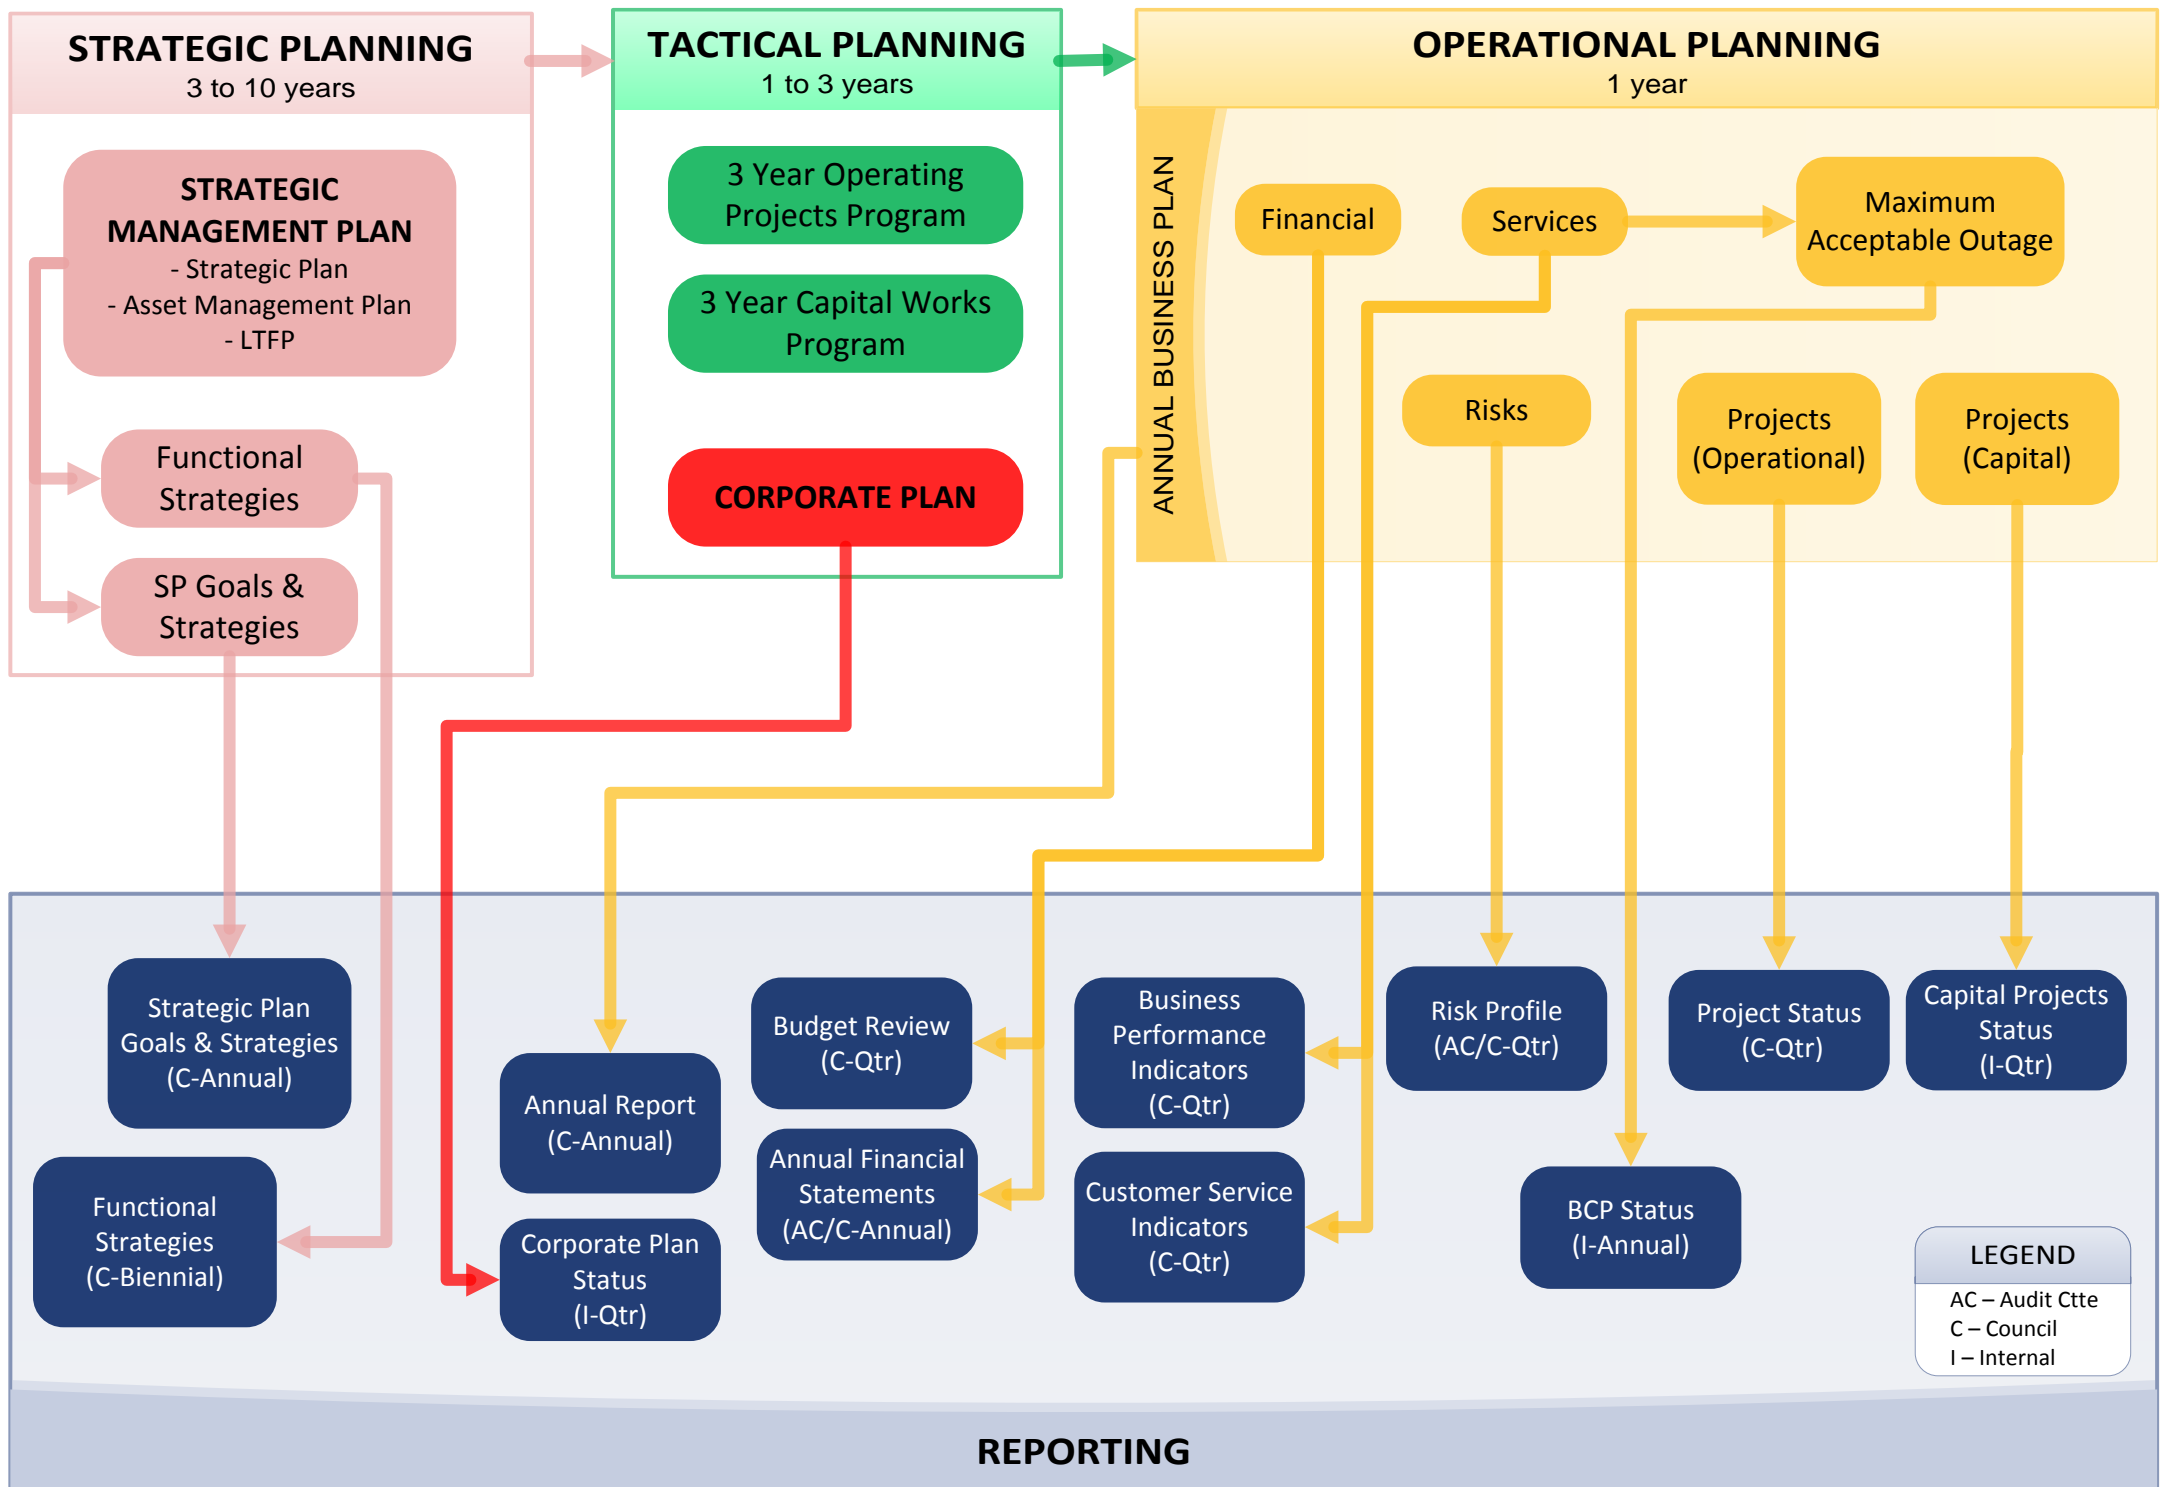 STRATEGIC PLANNING
3 to 10 years
STRATEGIC
MANAGEMENT PLAN
- Strategic Plan
- Asset Management Plan
- LTFP
Functional
Strategies
SP Goals &
Strategies
TACTICAL PLANNING
1 to 3 years
3 Year Operating
Projects Program
3 Year Capital Works
Program
CORPORATE PLAN
OPERATIONAL PLANNING
1 year
ANNUAL BUSINESS PLAN
Financial
Services
Maximum
Acceptable Outage
Risks
Projects
(Operational)
Projects
(Capital)
Strategic Plan
Goals & Strategies
(C-Annual)
Functional
Strategies
(C-Biennial)
Annual Report
(C-Annual)
Corporate Plan
Status
(I-Qtr)
Budget Review
(C-Qtr)
Annual Financial
Statements
(AC/C-Annual)
Business
Performance
Indicators
(C-Qtr)
Customer Service
Indicators
(C-Qtr)
Risk Profile
(AC/C-Qtr)
BCP Status
(I-Annual)
Project Status
(C-Qtr)
Capital Projects
Status
(I-Qtr)
LEGEND
AC – Audit Ctte
C – Council
I – Internal
REPORTING